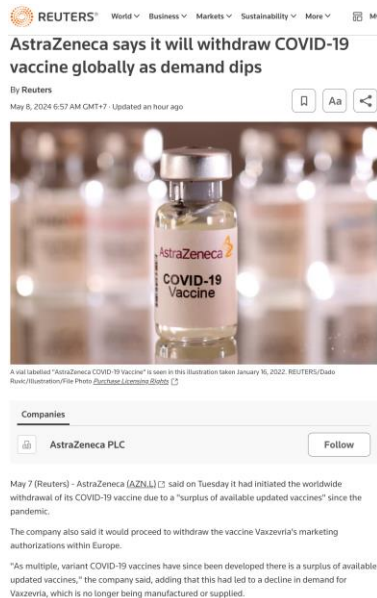 REUTERS®
World Business Markets Sustainability More
AstraZeneca says it will withdraw COVID-19
vaccine globally as demand dips
By Reuters
May 8, 2024 6:57 AM GMT+7 · Updated an hour ago
Aa
AstraZeneca
COVID-19
Vaccine
A vial labelled "AstraZeneca COVID-19 Vaccine" is seen in this illustration taken January 16, 2022. REUTERS/Dado
Ruvic/Illustration/File Photo Purchase Licensing Rights
Companies
AstraZeneca PLC
Follow
May 7 (Reuters) - AstraZeneca (AZN.L) said on Tuesday it had initiated the worldwide
withdrawal of its COVID-19 vaccine due to a "surplus of available updated vaccines" since the
pandemic.
The company also said it would proceed to withdraw the vaccine Vaxzevria's marketing
authorizations within Europe.
"As multiple, variant COVID-19 vaccines have since been developed there is a surplus of available
updated vaccines," the company said, adding that this had led to a decline in demand for
Vaxzevria, which is no longer being manufactured or supplied.